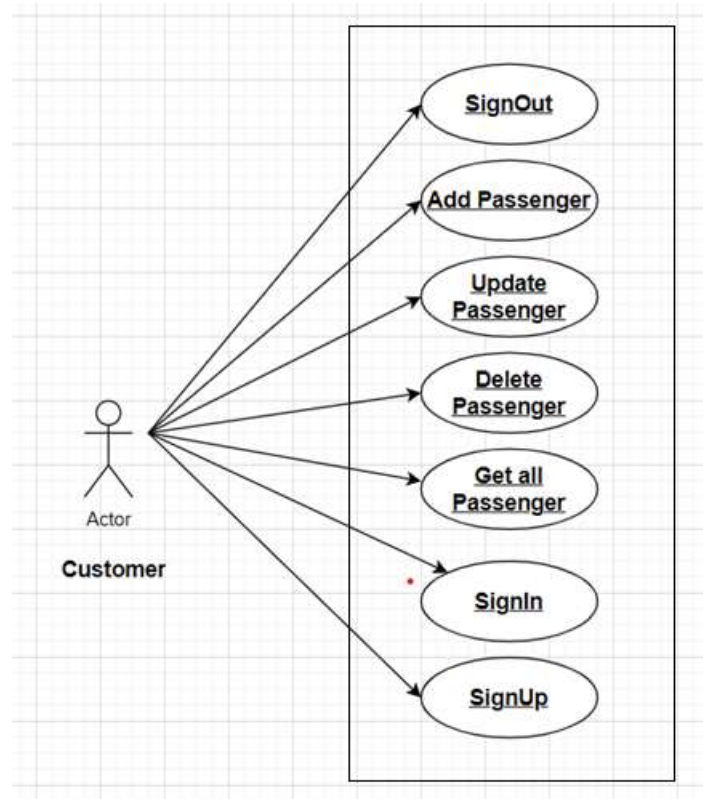 SignOut
Add Passenger
Update
Passenger
Delete
Passenger
Get all
Passenger
Actor
Customer
SignIn
SignUp